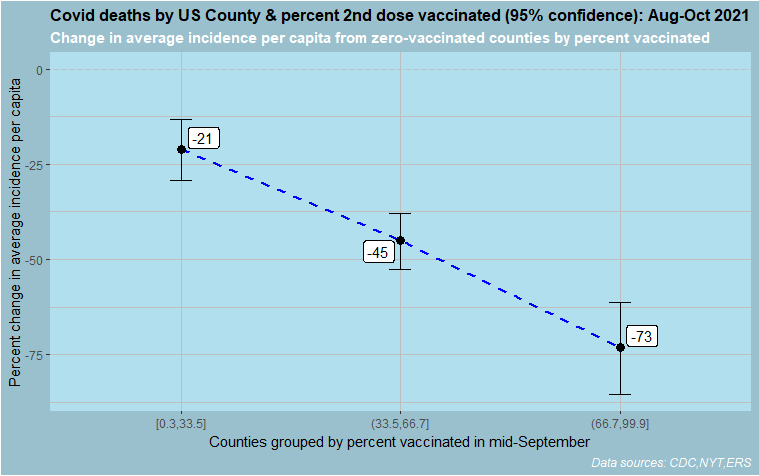 Covid deaths by US County & percent 2nd dose vaccinated (95% confidence): Aug-Oct 2021
Change in average incidence per capita from zero-vaccinated counties by percent vaccinated
Percent change in average incidence per capita
0
-25
-50
-75
-21
-45
-73
[0.3,33.5]
(33.5,66.7]
(66.7,99.9]
Counties grouped by percent vaccinated in mid-September
Data sources: CDC,NYT,ERS